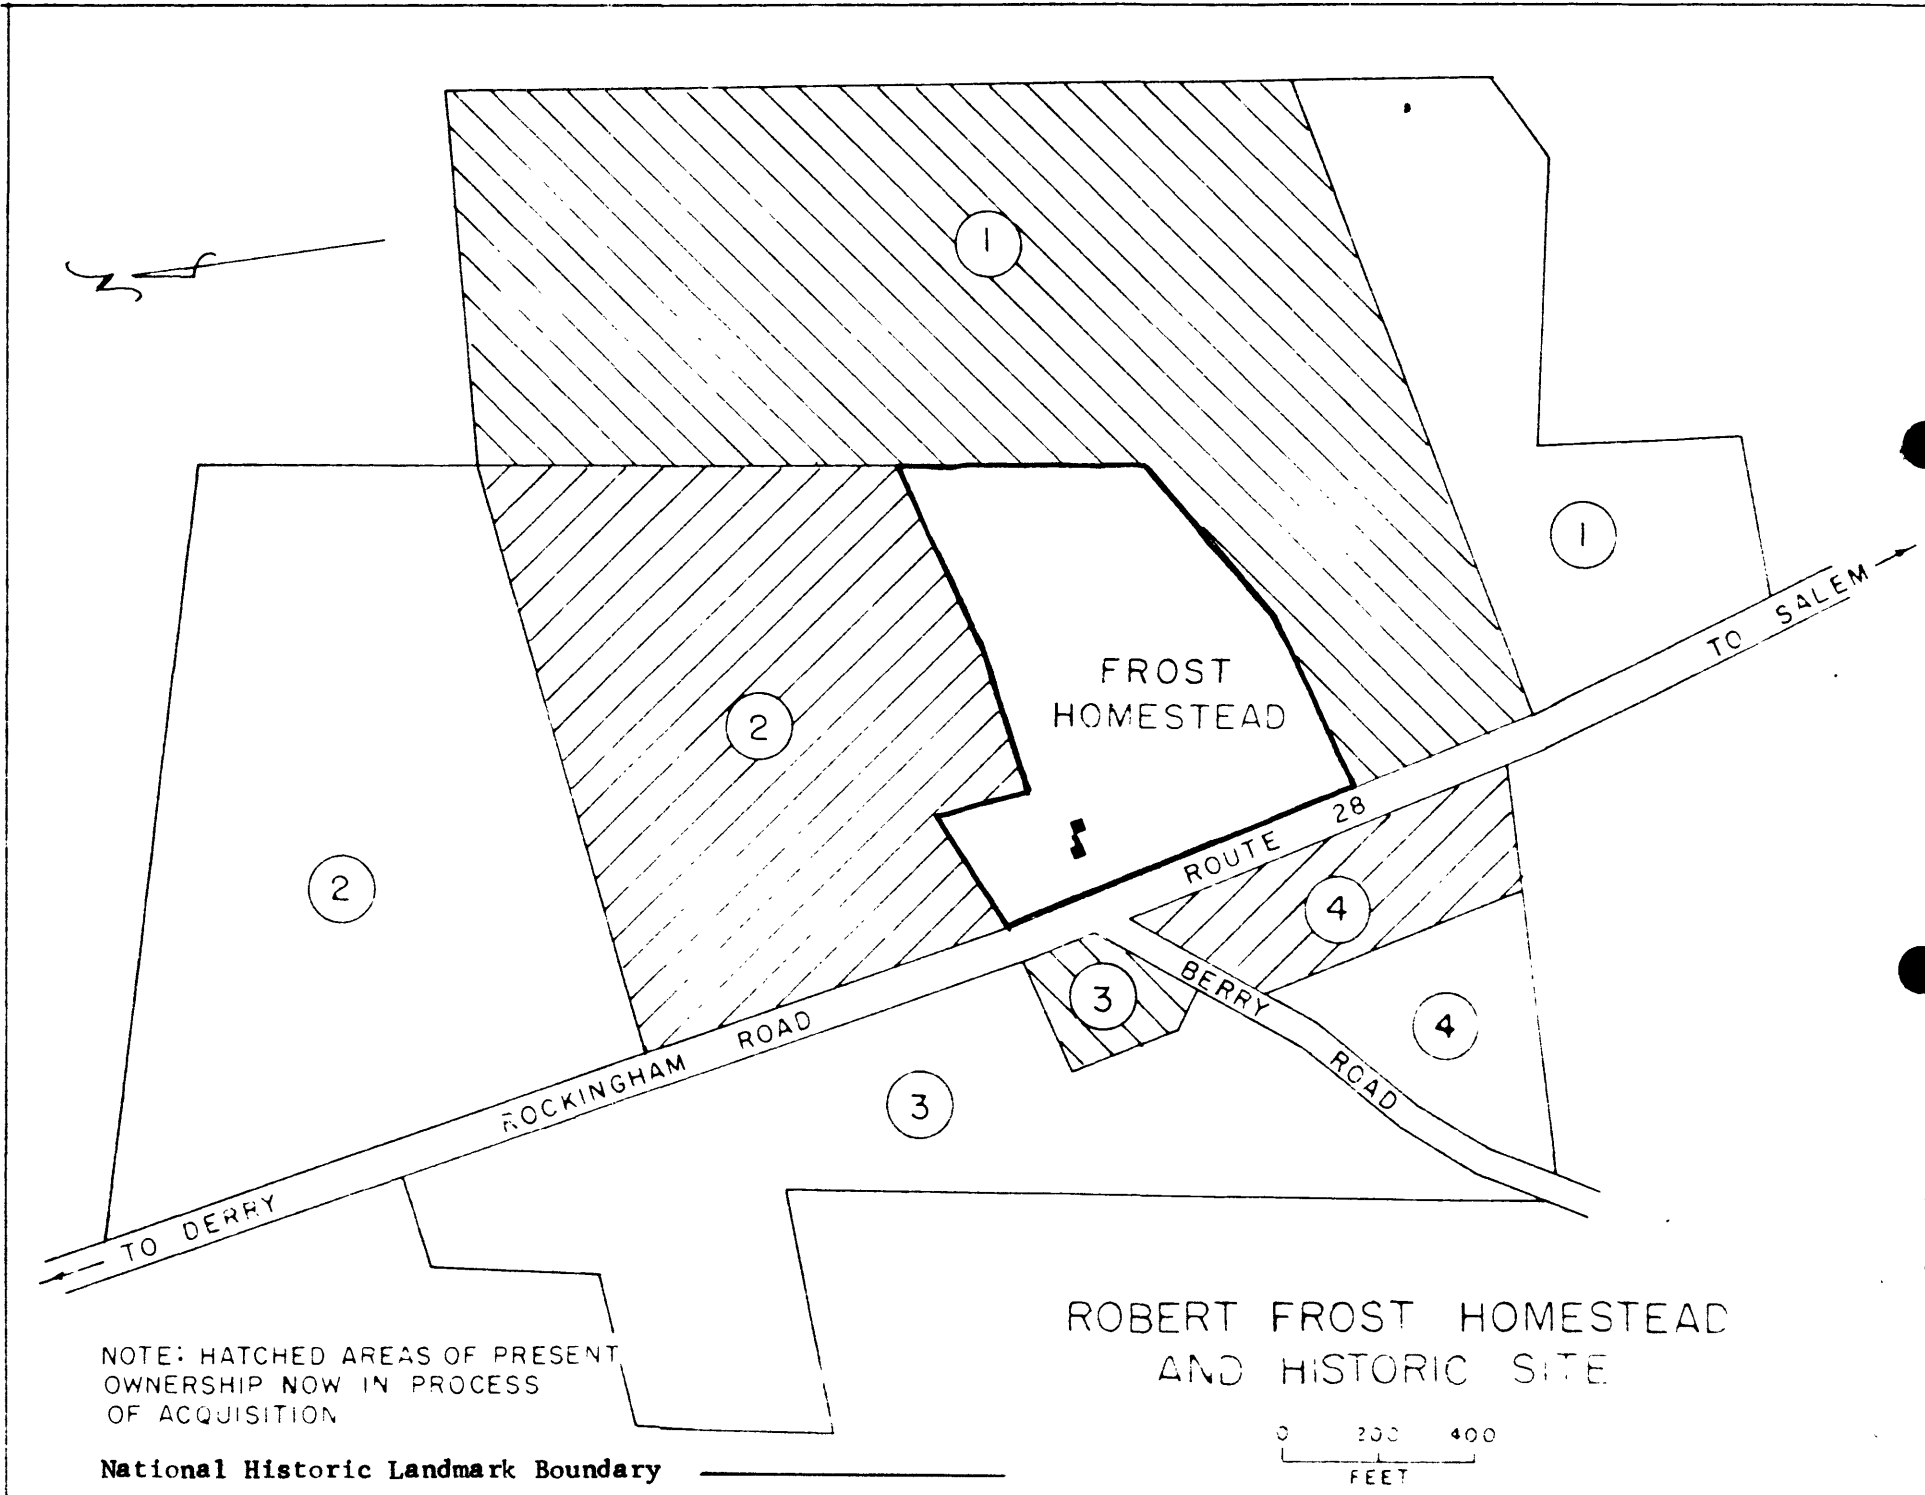 N
1
1
FROST
HOMESTEAD
2
2
TO SALEM
ROUTE 28
4
4
3
3
BERRY ROAD
ROCKINGHAM ROAD
TO DERRY
ROBERT FROST HOMESTEAD
AND HISTORIC SITE
0 200 400
FEET
NOTE: HATCHED AREAS OF PRESENT
OWNERSHIP NOW IN PROCESS
OF ACQUISITION
National Historic Landmark Boundary